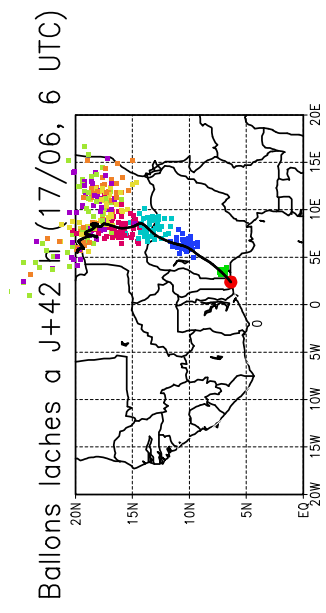 Ballons laches a J+42 h (17/06, 6 UTC)
20N
15N
10N
5N
EQ
20W
15W
10W
5W
0
5E
10E
15E
20E
0